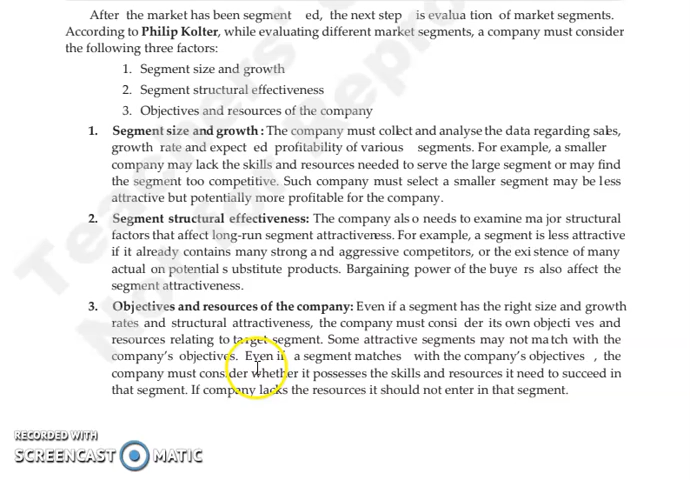 After the market has been segment ed, the next step is evalua tion of market segments.
According to Philip Kolter, while evaluating different market segments, a company must consider
the following three factors:
1. Segment size and growth
2. Segment structural effectiveness
3. Objectives and resources of the company
1. Segment size and growth : The company must collect and analyse the data regarding sales,
growth rate and expect ed profitability of various segments. For example, a smaller
company may lack the skills and resources needed to serve the large segment or may find
the segment too competitive. Such company must select a smaller segment may be less
attractive but potentially more profitable for the company.
2. Segment structural effectiveness: The company als o needs to examine ma jor structural
factors that affect long-run segment attractiveness. For example, a segment is less attractive
if it already contains many strong a nd aggressive competitors, or the exi stence of many
actual on potential s ubstitute products. Bargaining power of the buye rs also affect the
segment attractiveness.
3. Objectives and resources of the company: Even if a segment has the right size and growth
rates and structural attractiveness, the company must consi der its own objecti ves and
resources relating to target segment. Some attractive segments may not ma tch with the
company's objectives. Even if a segment matches with the company's objectives , the
company must consider whether it possesses the skills and resources it need to succeed in
that segment. If company lacks the resources it should not enter in that segment.
RECORDED WITH
SCREENCAST MATIC